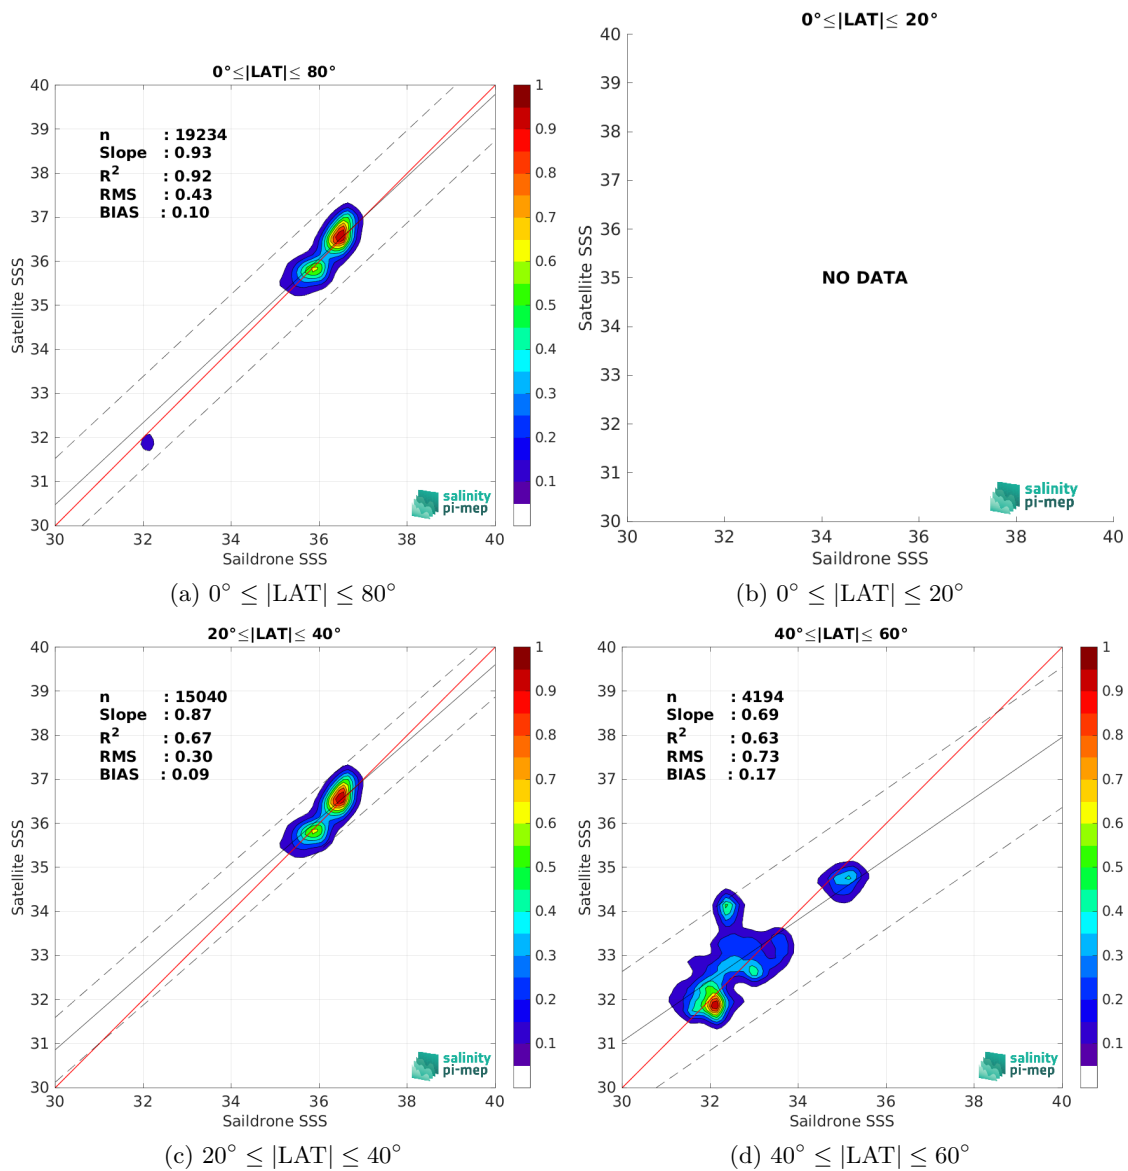 0°≤|LAT|≤ 80°
40
39
38
37
36
35
34
33
32
31
30
Satellite SSS
n : 19234
Slope : 0.93
R² : 0.92
RMS : 0.43
BIAS : 0.10
salinity
pi-mep
30 32 34 36 38 40
Saildrone SSS
1
0.9
0.8
0.7
0.6
0.5
0.4
0.3
0.2
0.1
(a) 0° ≤ |LAT| ≤ 80°
0°≤|LAT|≤ 20°
40
39
38
37
36
35
34
33
32
31
30
Satellite SSS
NO DATA
salinity
pi-mep
30 32 34 36 38 40
Saildrone SSS
(b) 0° ≤ |LAT| ≤ 20°
20°≤|LAT|≤ 40°
40
39
38
37
36
35
34
33
32
31
30
Satellite SSS
n : 15040
Slope : 0.87
R² : 0.67
RMS : 0.30
BIAS : 0.09
salinity
pi-mep
30 32 34 36 38 40
Saildrone SSS
1
0.9
0.8
0.7
0.6
0.5
0.4
0.3
0.2
0.1
(c) 20° ≤ |LAT| ≤ 40°
40°≤|LAT|≤ 60°
40
39
38
37
36
35
34
33
32
31
30
Satellite SSS
n : 4194
Slope : 0.69
R² : 0.63
RMS : 0.73
BIAS : 0.17
salinity
pi-mep
30 32 34 36 38 40
Saildrone SSS
1
0.9
0.8
0.7
0.6
0.5
0.4
0.3
0.2
0.1
(d) 40° ≤ |LAT| ≤ 60°